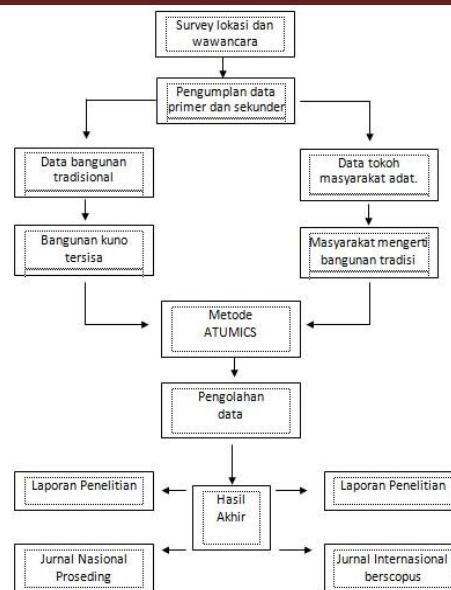 Survey lokasi dan
wawancara
Pengumplan data
primer dan sekunder
Data bangunan
tradisional
Data tokoh
masyarakat adat.
Bangunan kuno
tersisa
Masyarakat mengerti
bangunan tradisi
Metode
ATUMICS
Pengolahan
data
Laporan Penelitian
Hasil
Akhir
Laporan Penelitian
Jurnal Nasional
Proseding
Jurnal Internasional
berscopus